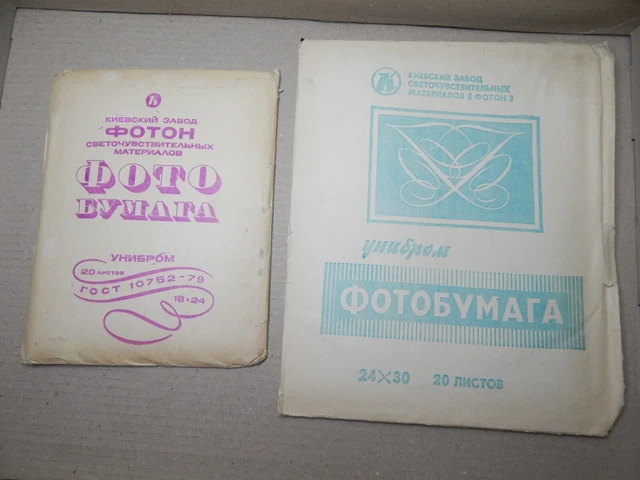 КИЕВСКИЙ ЗАВОД
ФОТОН
СВЕТОЧУВСТВИТЕЛЬНЫХ
МАТЕРИАЛОВ
ФОТО
БУМАГА
УНИБРОМ
20 листов
ГОСТ 10752-79
18×24
КИЕВСКИЙ ЗАВОД
СВЕТОЧУВСТВИТЕЛЬНЫХ
МАТЕРИАЛОВ «ФОТОН»
унибром
ФОТОБУМАГА
24×30 20 ЛИСТОВ